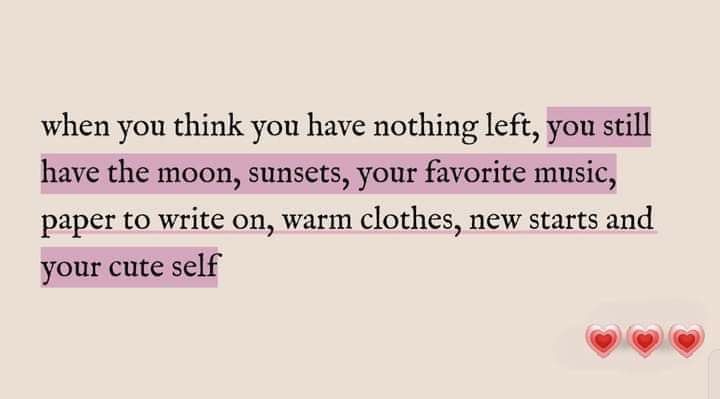 when you think you have nothing left, you still
have the moon, sunsets, your favorite music,
paper to write on, warm clothes, new starts and
your cute self